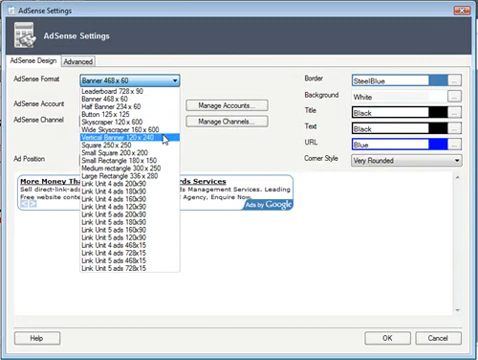 AdSense Settings
AdSense Settings
AdSense Design
Advanced
AdSense Format
Banner 468 x 60
Leaderboard 728 x 90
Banner 468 x 60
Half Banner 234 x 60
Button 125 x 125
Skyscraper 120 x 600
Wide Skyscraper 160 x 600
Vertical Banner 120 x 240
Square 250 x 250
Small Square 200 x 200
Small Rectangle 180 x 150
Medium rectangle 300 x 250
Large Rectangle 336 x 280
Link Unit 4 ads 120x90
Link Unit 4 ads 160x90
Link Unit 4 ads 180x90
Link Unit 4 ads 200x90
Link Unit 5 ads 120x90
Link Unit 5 ads 160x90
Link Unit 5 ads 180x90
Link Unit 5 ads 200x90
Link Unit 4 ads 468x15
Link Unit 4 ads 728x15
Link Unit 5 ads 468x15
Link Unit 5 ads 728x15
AdSense Account
Manage Accounts...
AdSense Channel
Manage Channels...
Ad Position
Border
SteelBlue
...
Background
White
...
Title
Black
...
Text
Black
...
URL
Blue
...
Corner Style
Very Rounded
More Money Tha
rds Services
Sell direct-link-ads
ds Management Services. Leading
Free website conte
Agency, Enquire Now.
Ads by Google
Help
OK
Cancel